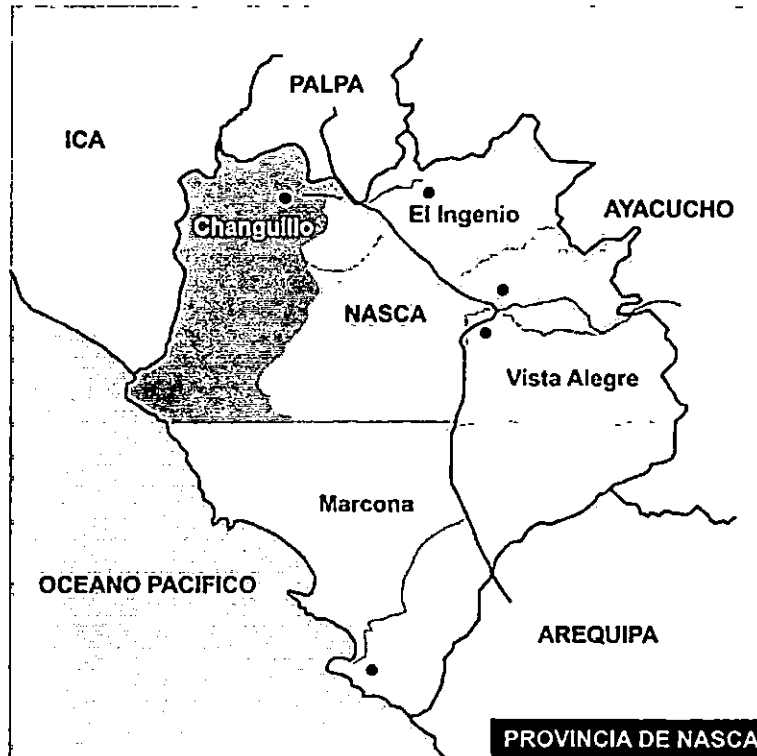 PALPA
ICA
Changuillo
El Ingenio
AYACUCHO
NASCA
Vista Alegre
Marcona
OCEANO PACIFICO
AREQUIPA
PROVINCIA DE NASCA